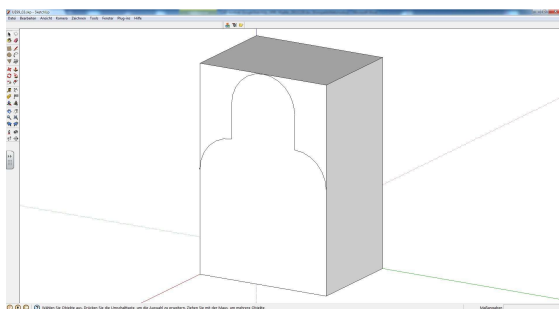 Datei Bearbeiten Ansicht Kamera Zeichnen Tools Fenster Plug-ins Hilfe
Wählen Sie Objekte aus. Drücken Sie die Umschalttaste, um die Auswahl zu erweitern. Ziehen Sie mit der Maus, um mehrere Objekte
Maßangaben